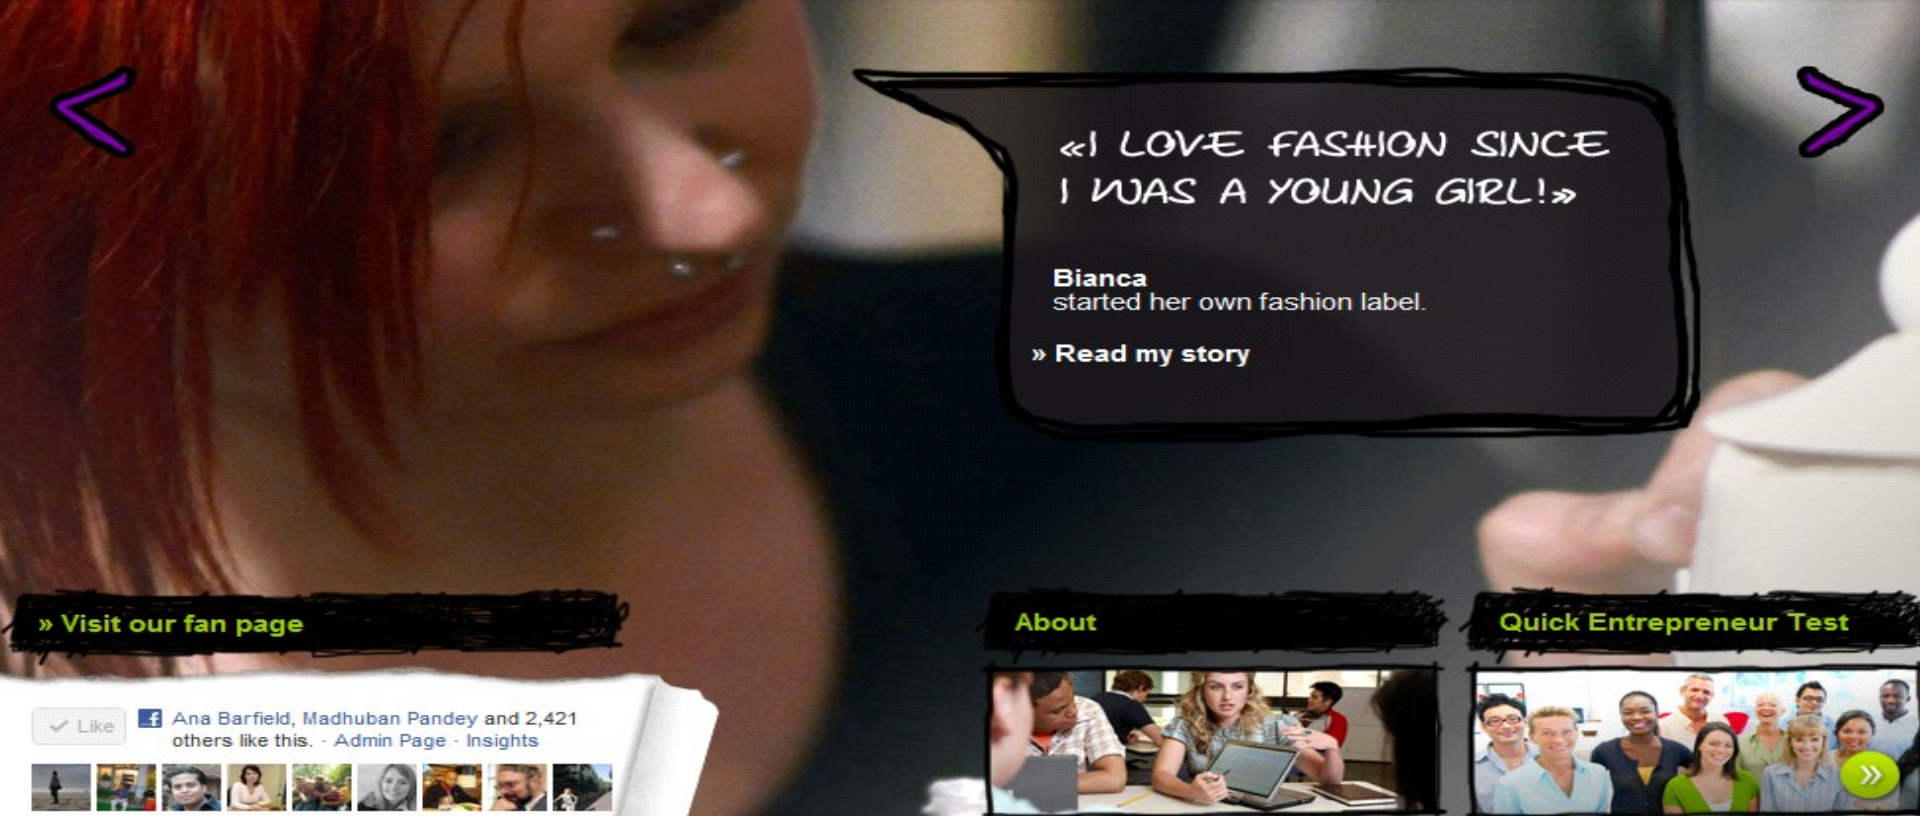 «I LOVE FASHION SINCE
I WAS A YOUNG GIRL!»
Bianca
started her own fashion label.
» Read my story
» Visit our fan page
Like
Ana Barfield, Madhuban Pandey and 2,421
others like this. · Admin Page · Insights
About
Quick Entrepreneur Test